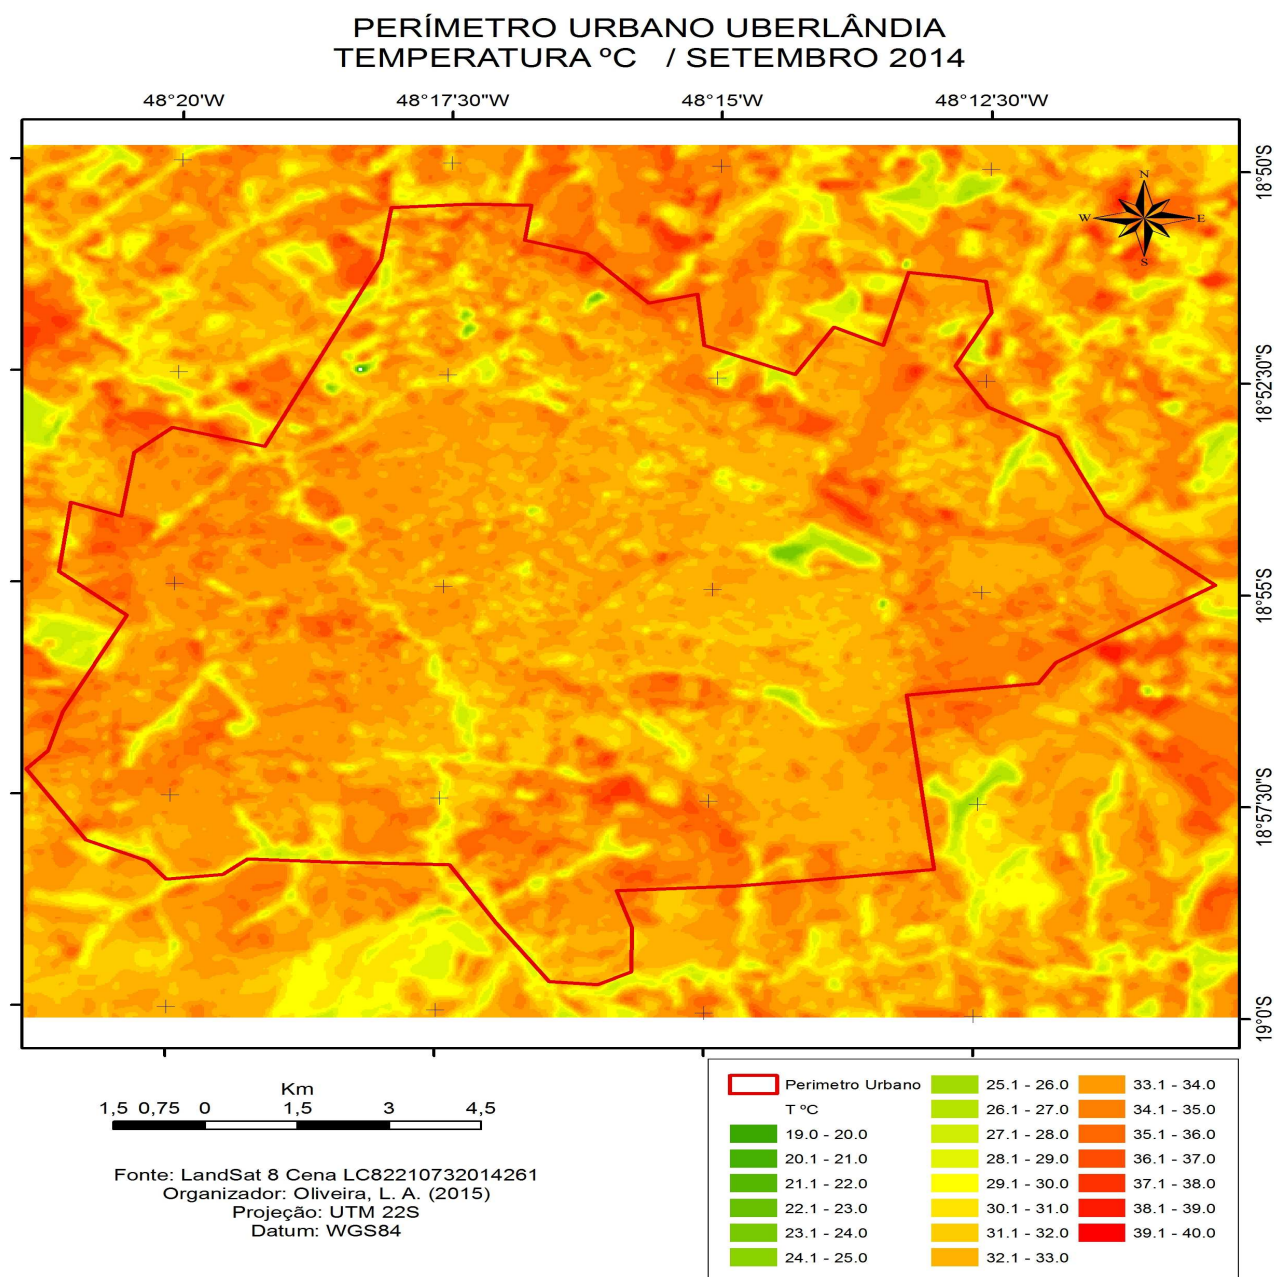 PERÍMETRO URBANO UBERLÂNDIA
TEMPERATURA ºC / SETEMBRO 2014
48°20'W 48°17'30"W 48°15'W 48°12'30"W
18°50'S
N
W E
S
18°52'30"S
18°55'S
18°57'30"S
19°0'S
Km
1,5 0,75 0 1,5 3 4,5
Fonte: LandSat 8 Cena LC82210732014261
Organizador: Oliveira, L. A. (2015)
Projeção: UTM 22S
Datum: WGS84
Perimetro Urbano
T ºC
19.0 - 20.0
20.1 - 21.0
21.1 - 22.0
22.1 - 23.0
23.1 - 24.0
24.1 - 25.0
25.1 - 26.0
26.1 - 27.0
27.1 - 28.0
28.1 - 29.0
29.1 - 30.0
30.1 - 31.0
31.1 - 32.0
32.1 - 33.0
33.1 - 34.0
34.1 - 35.0
35.1 - 36.0
36.1 - 37.0
37.1 - 38.0
38.1 - 39.0
39.1 - 40.0